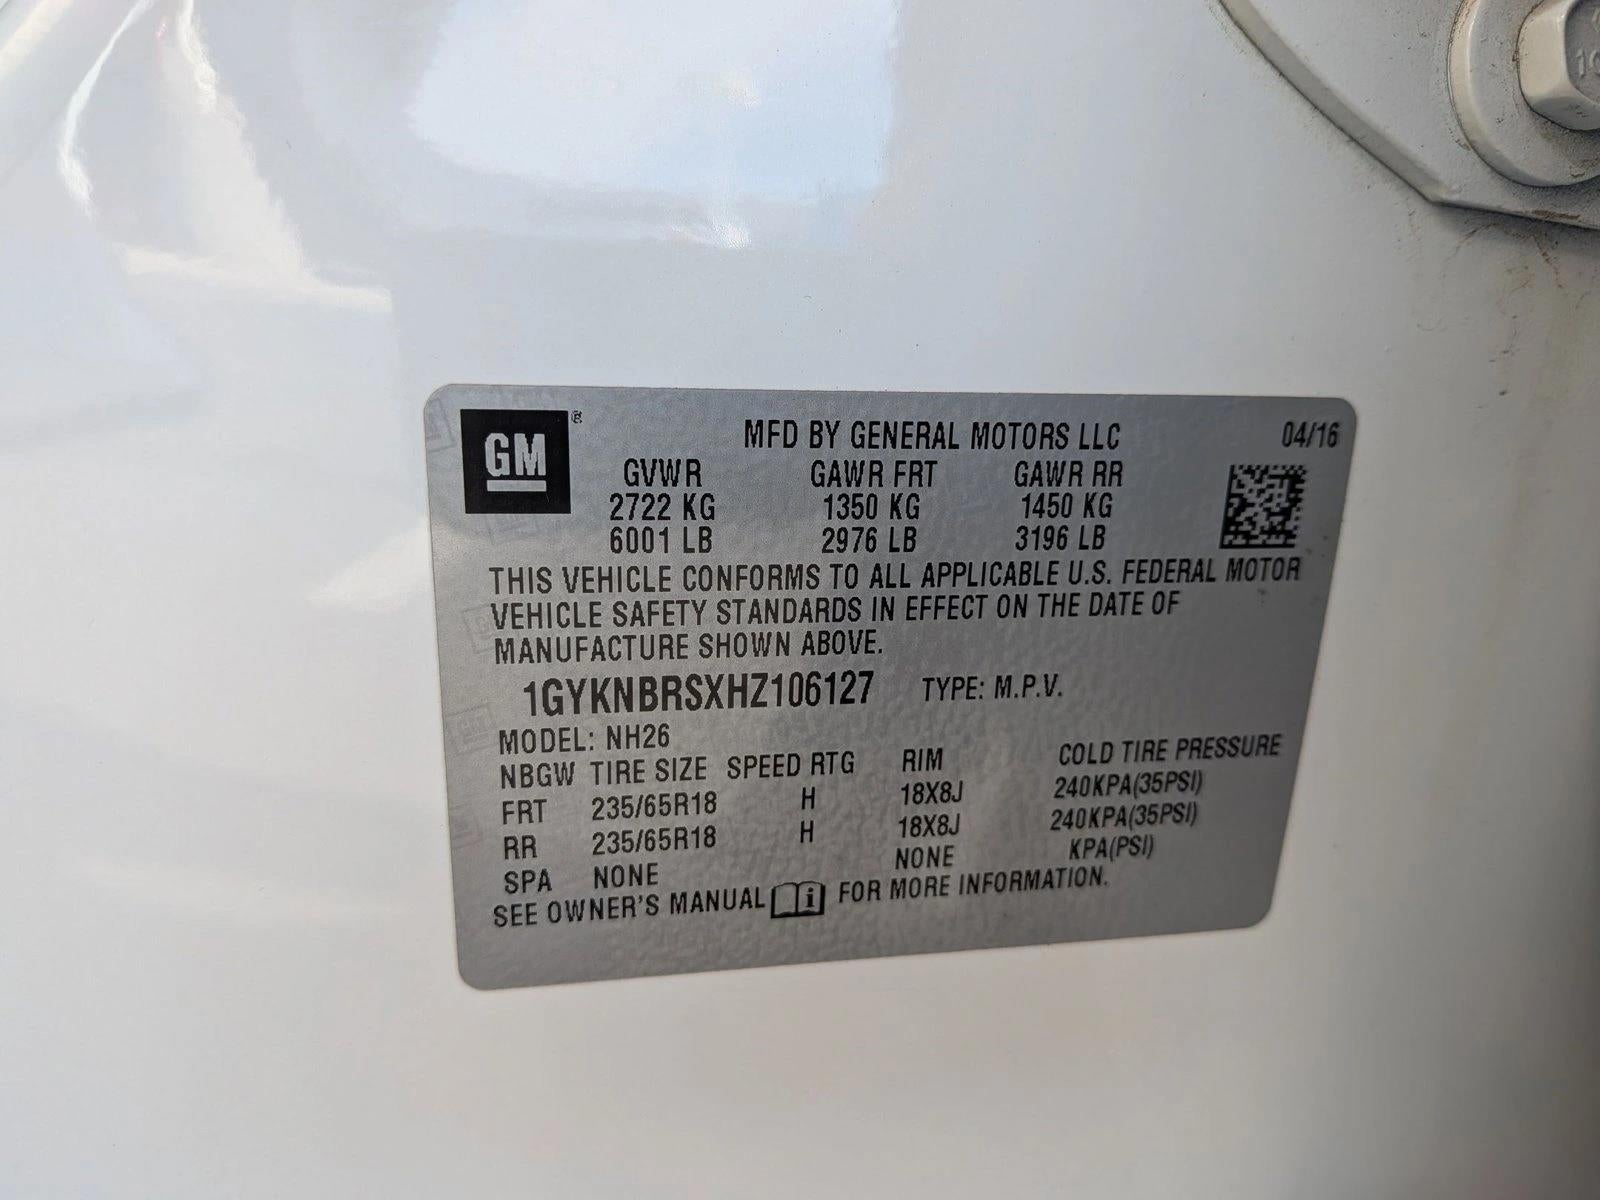 GM ® MFD BY GENERAL MOTORS LLC 04/16
GVWR GAWR FRT GAWR RR
2722 KG 1350 KG 1450 KG
6001 LB 2976 LB 3196 LB
THIS VEHICLE CONFORMS TO ALL APPLICABLE U.S. FEDERAL MOTOR
VEHICLE SAFETY STANDARDS IN EFFECT ON THE DATE OF
MANUFACTURE SHOWN ABOVE.
1GYKNBRSXHZ106127 TYPE: M.P.V.
MODEL: NH26
NBGW TIRE SIZE SPEED RTG RIM COLD TIRE PRESSURE
FRT 235/65R18 H 18X8J 240KPA(35PSI)
RR 235/65R18 H 18X8J 240KPA(35PSI)
SPA NONE NONE KPA(PSI)
SEE OWNER'S MANUAL i FOR MORE INFORMATION.